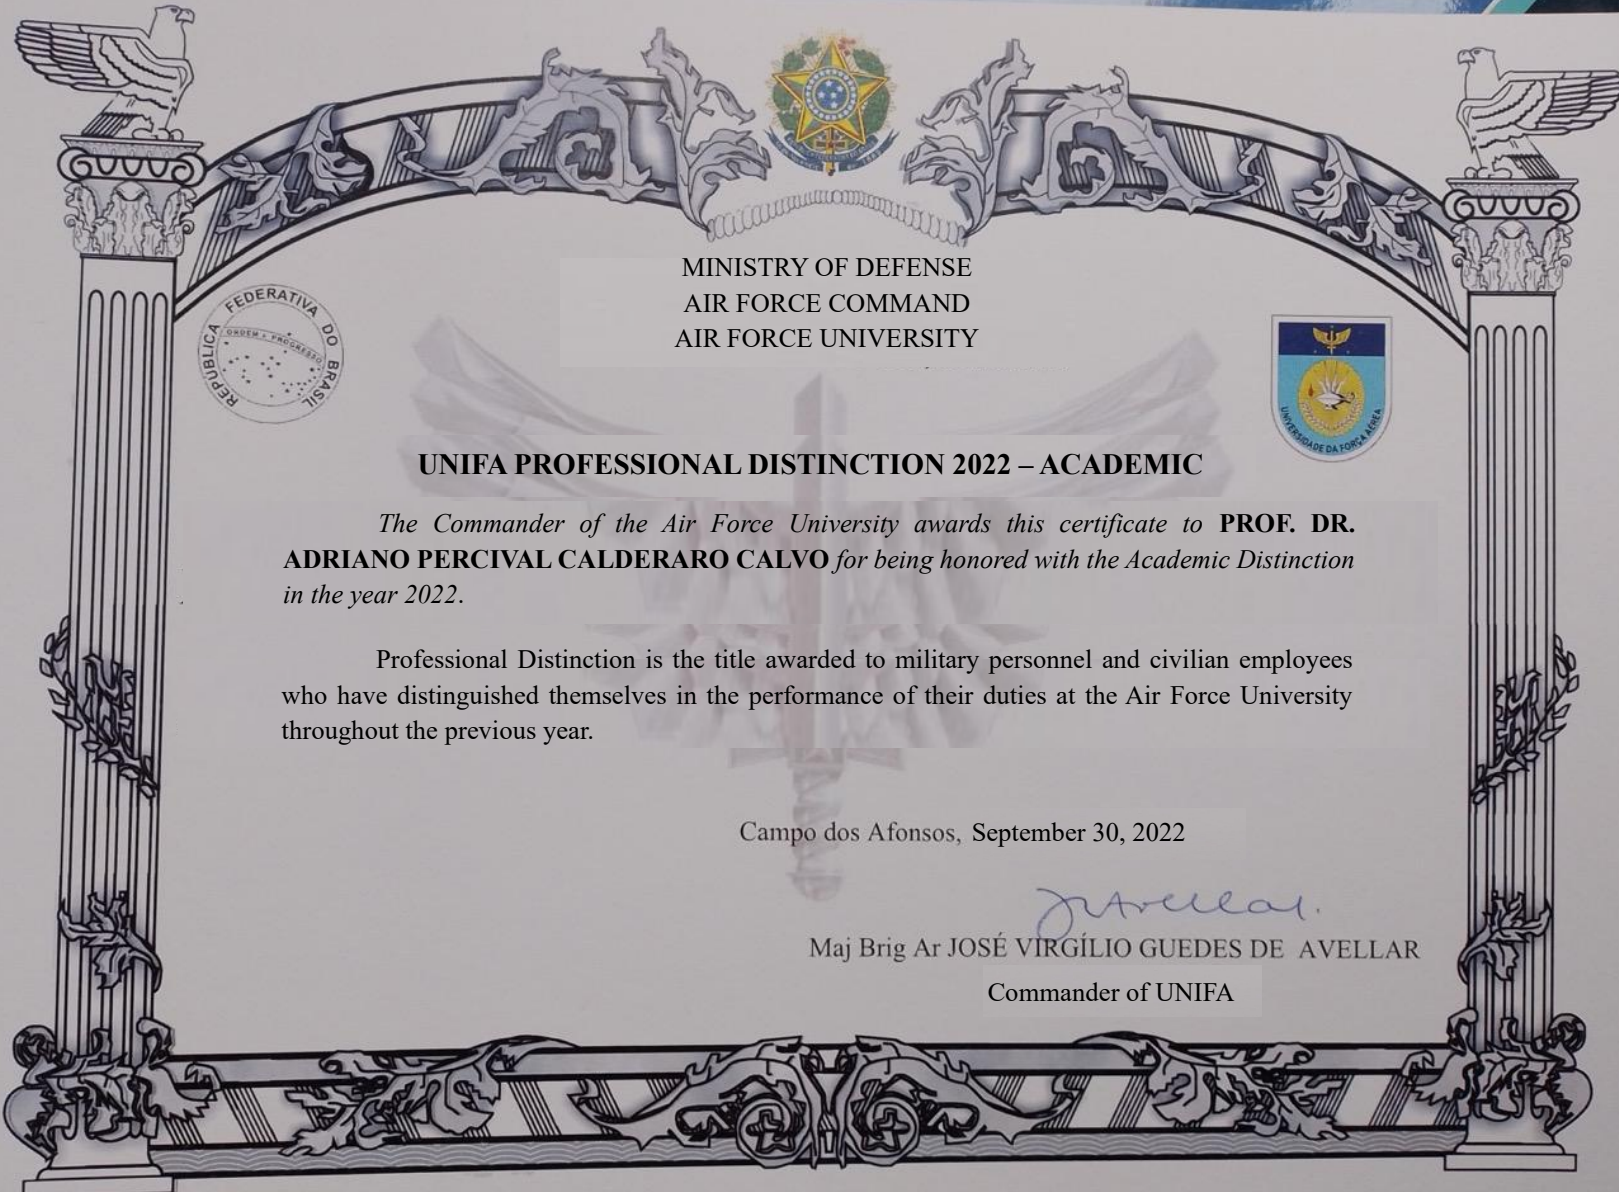 MINISTRY OF DEFENSE
AIR FORCE COMMAND
AIR FORCE UNIVERSITY
REPÚBLICA FEDERATIVA DO BRASIL
ORDEM E PROGRESSO
UNIVERSIDADE DA FORÇA AÉREA
UNIFA PROFESSIONAL DISTINCTION 2022 – ACADEMIC
The Commander of the Air Force University awards this certificate to PROF. DR.
ADRIANO PERCIVAL CALDERARO CALVO for being honored with the Academic Distinction
in the year 2022.
Professional Distinction is the title awarded to military personnel and civilian employees
who have distinguished themselves in the performance of their duties at the Air Force University
throughout the previous year.
Campo dos Afonsos, September 30, 2022
JVAvellar.
Maj Brig Ar JOSÉ VIRGÍLIO GUEDES DE AVELLAR
Commander of UNIFA